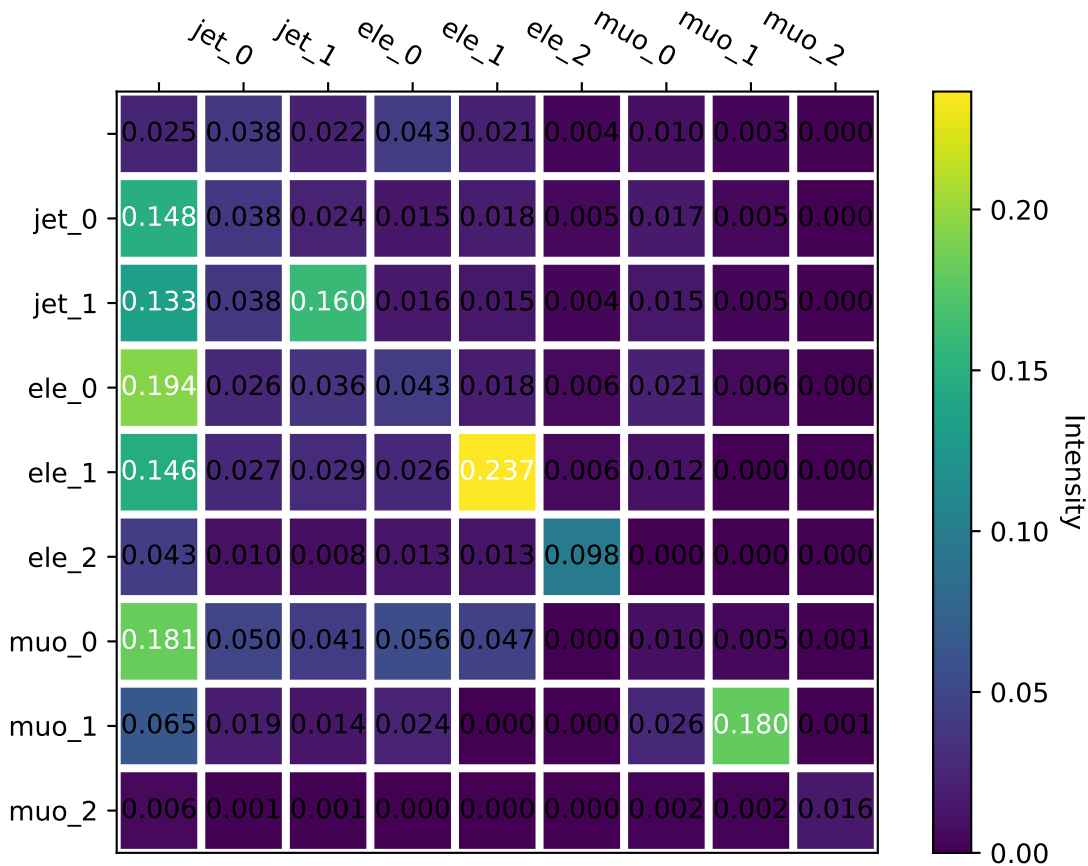 jet_0 jet_1 ele_0 ele_1 ele_2 muo_0 muo_1 muo_2
0.025 0.038 0.022 0.043 0.021 0.004 0.010 0.003 0.000
jet_0 0.148 0.038 0.024 0.015 0.018 0.005 0.017 0.005 0.000
0.20
jet_1 0.133 0.038 0.160 0.016 0.015 0.004 0.015 0.005 0.000
ele_0 0.194 0.026 0.036 0.043 0.018 0.006 0.021 0.006 0.000
0.15
ele_1 0.146 0.027 0.029 0.026 0.237 0.006 0.012 0.000 0.000
Intensity
0.10
ele_2 0.043 0.010 0.008 0.013 0.013 0.098 0.000 0.000 0.000
muo_0 0.181 0.050 0.041 0.056 0.047 0.000 0.010 0.005 0.001
0.05
muo_1 0.065 0.019 0.014 0.024 0.000 0.000 0.026 0.180 0.001
muo_2 0.006 0.001 0.001 0.000 0.000 0.000 0.002 0.002 0.016
0.00